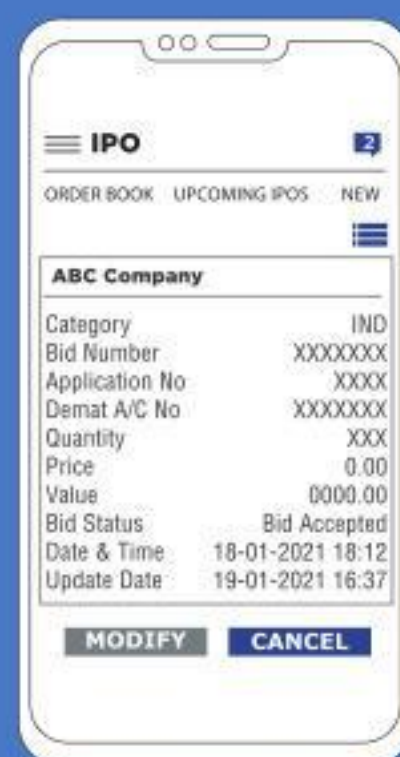 IPO
2
ORDER BOOK UPCOMING IPOS NEW
ABC Company
Category IND
Bid Number XXXXXXX
Application No XXXX
Demat A/C No XXXXXXX
Quantity XXX
Price 0.00
Value 0000.00
Bid Status Bid Accepted
Date & Time 18-01-2021 18:12
Update Date 19-01-2021 16:37
MODIFY CANCEL